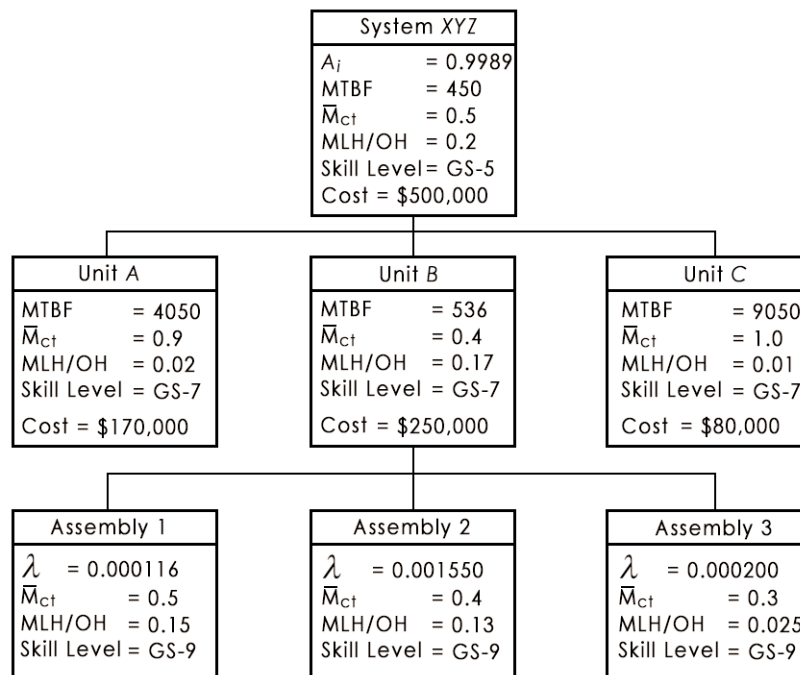 System XYZ
Ai = 0.9989
MTBF = 450
M̅ct = 0.5
MLH/OH = 0.2
Skill Level = GS-5
Cost = $500,000
Unit A
MTBF = 4050
M̅ct = 0.9
MLH/OH = 0.02
Skill Level = GS-7
Cost = $170,000
Unit B
MTBF = 536
M̅ct = 0.4
MLH/OH = 0.17
Skill Level = GS-7
Cost = $250,000
Unit C
MTBF = 9050
M̅ct = 1.0
MLH/OH = 0.01
Skill Level = GS-7
Cost = $80,000
Assembly 1
λ = 0.000116
M̅ct = 0.5
MLH/OH = 0.15
Skill Level = GS-9
Assembly 2
λ = 0.001550
M̅ct = 0.4
MLH/OH = 0.13
Skill Level = GS-9
Assembly 3
λ = 0.000200
M̅ct = 0.3
MLH/OH = 0.025
Skill Level = GS-9